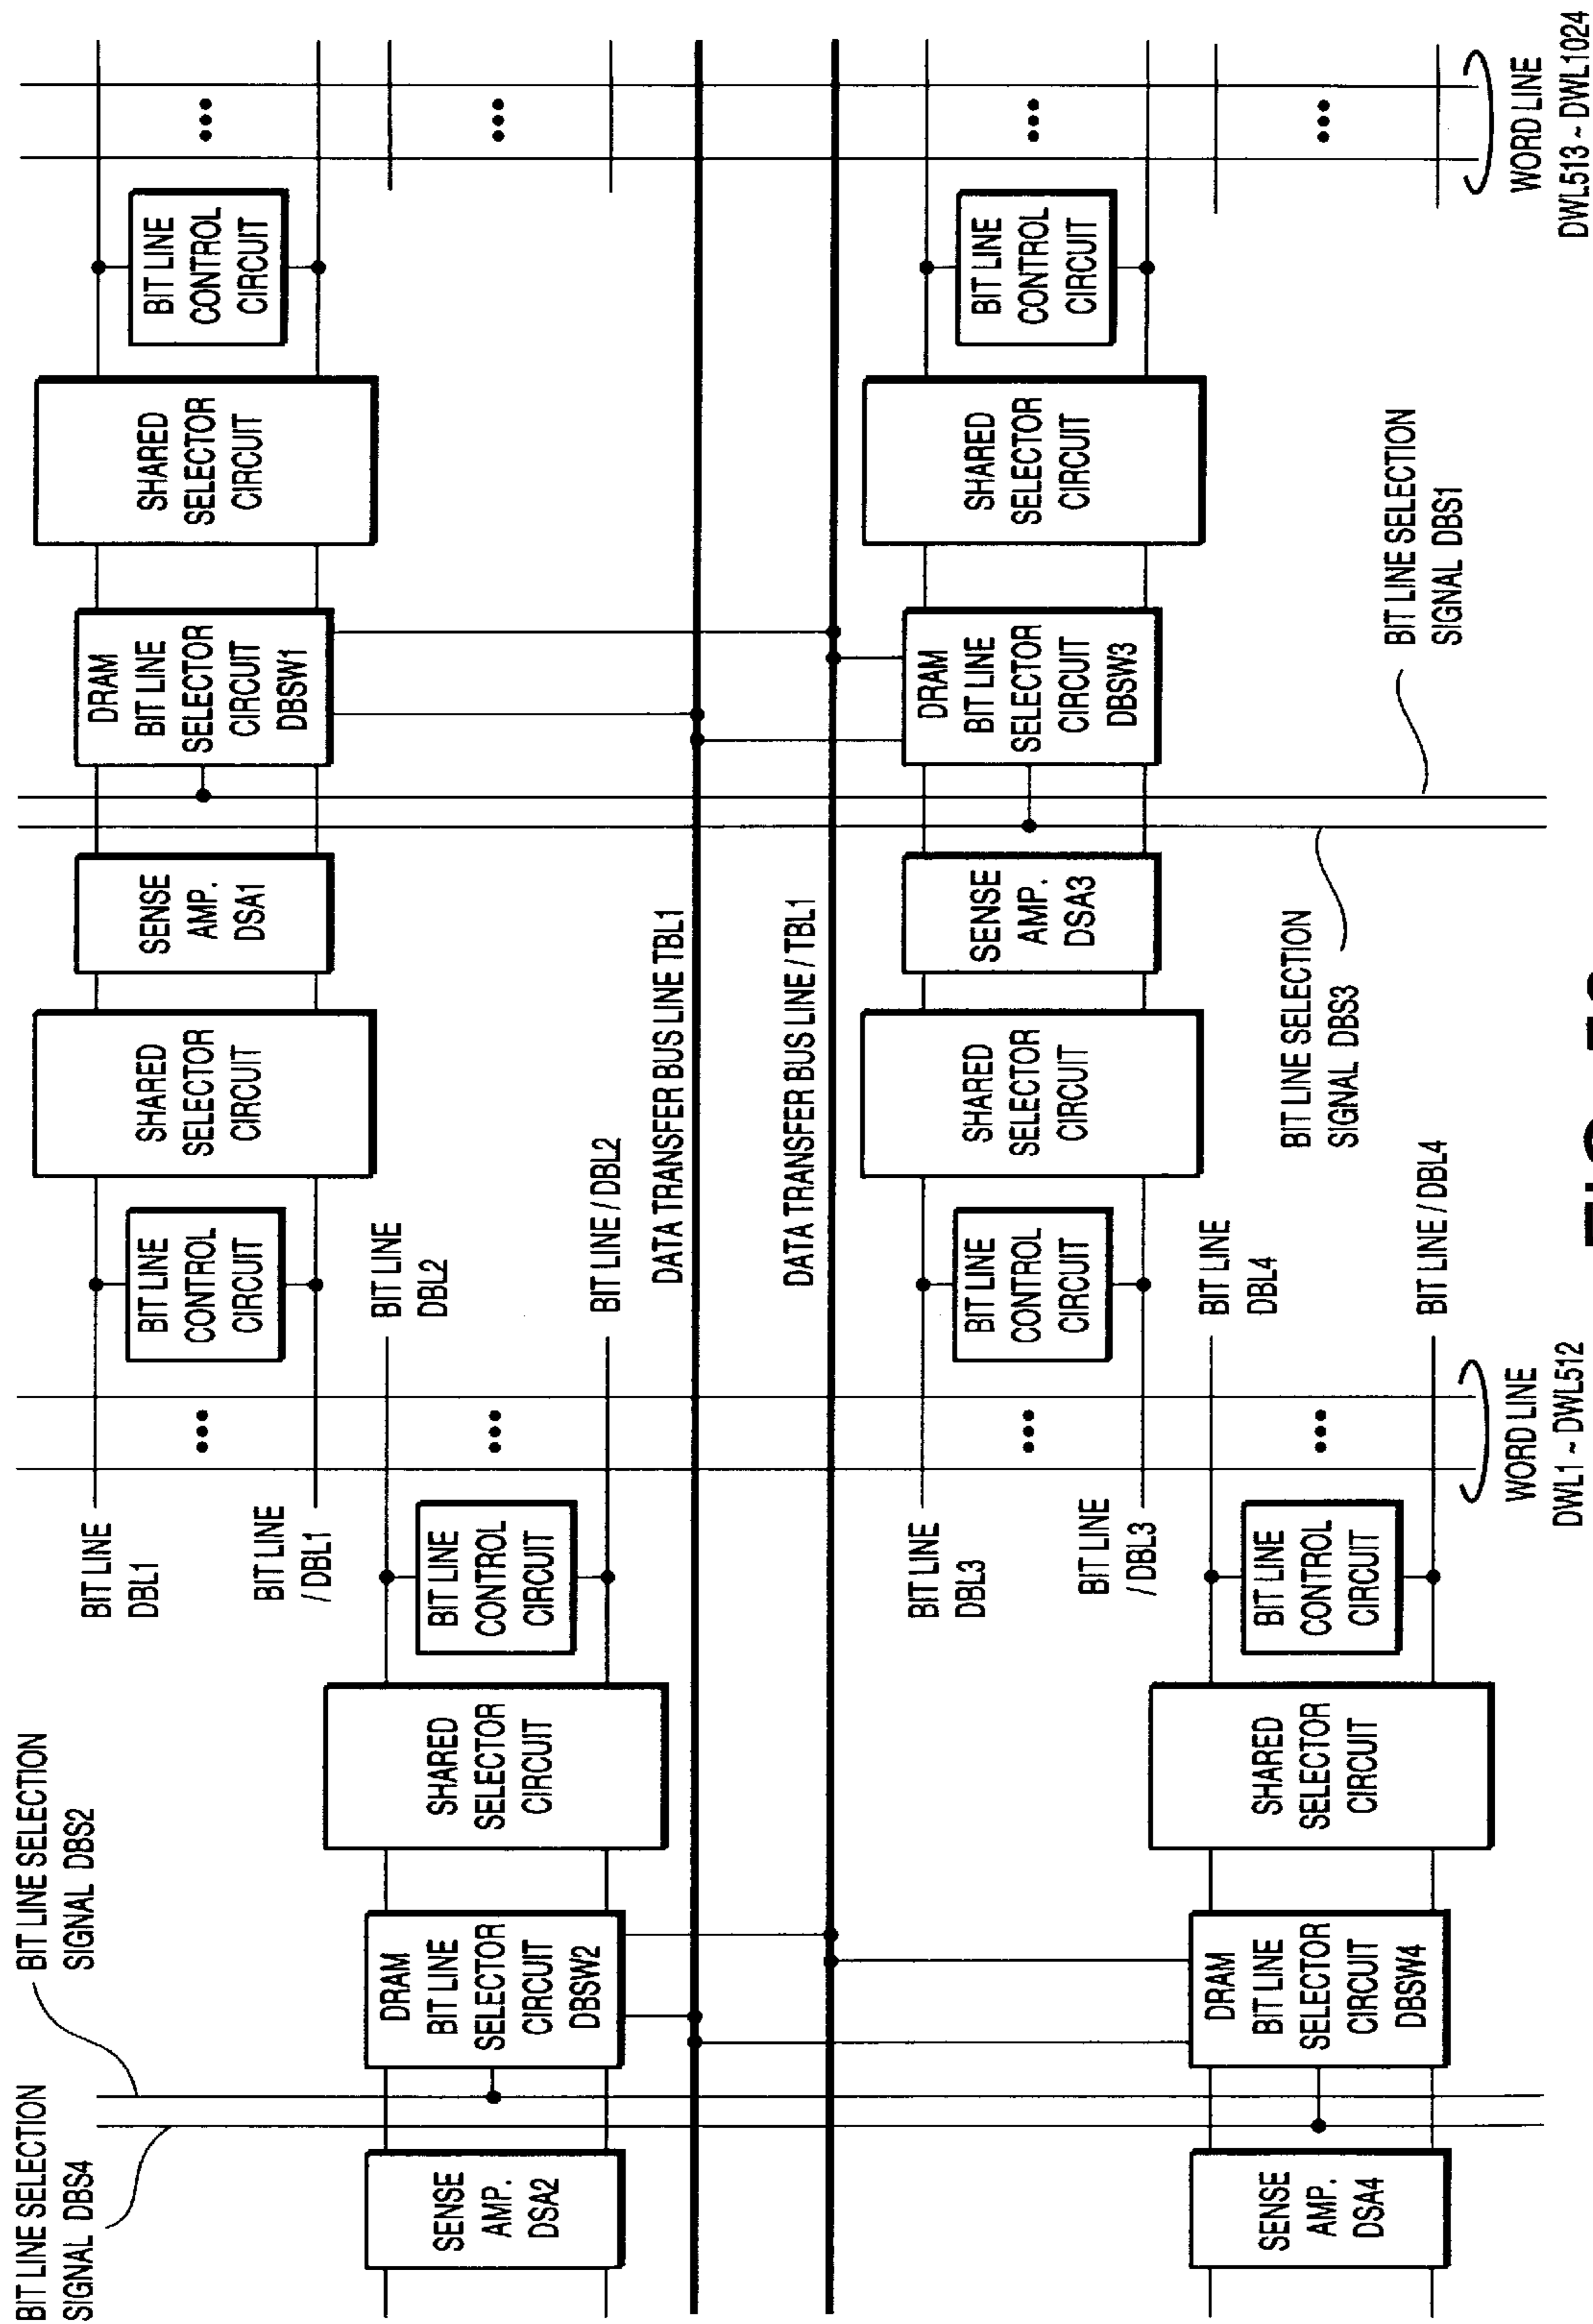 BIT LINE SELECTION
SIGNAL DBS4
BIT LINE SELECTION
SIGNAL DBS2
BIT LINE
DBL1
BIT LINE
/ DBL1
BIT LINE
CONTROL
CIRCUIT
SHARED
SELECTOR
CIRCUIT
SENSE
AMP.
DSA1
DRAM
BIT LINE
SELECTOR
CIRCUIT
DBSW1
SHARED
SELECTOR
CIRCUIT
BIT LINE
CONTROL
CIRCUIT
•••
•••
SENSE
AMP.
DSA2
DRAM
BIT LINE
SELECTOR
CIRCUIT
DBSW2
SHARED
SELECTOR
CIRCUIT
BIT LINE
CONTROL
CIRCUIT
•••
BIT LINE
DBL2
BIT LINE / DBL2
•••
DATA TRANSFER BUS LINE TBL1
DATA TRANSFER BUS LINE / TBL1
BIT LINE
DBL3
BIT LINE
/ DBL3
•••
BIT LINE
CONTROL
CIRCUIT
SHARED
SELECTOR
CIRCUIT
SENSE
AMP.
DSA3
DRAM
BIT LINE
SELECTOR
CIRCUIT
DBSW3
SHARED
SELECTOR
CIRCUIT
BIT LINE
CONTROL
CIRCUIT
•••
SENSE
AMP.
DSA4
DRAM
BIT LINE
SELECTOR
CIRCUIT
DBSW4
SHARED
SELECTOR
CIRCUIT
BIT LINE
CONTROL
CIRCUIT
•••
BIT LINE
DBL4
BIT LINE / DBL4
BIT LINE SELECTION
SIGNAL DBS3
BIT LINE SELECTION
SIGNAL DBS1
•••
WORD LINE
DWL1 ~ DWL512
WORD LINE
DWL513 ~ DWL1024